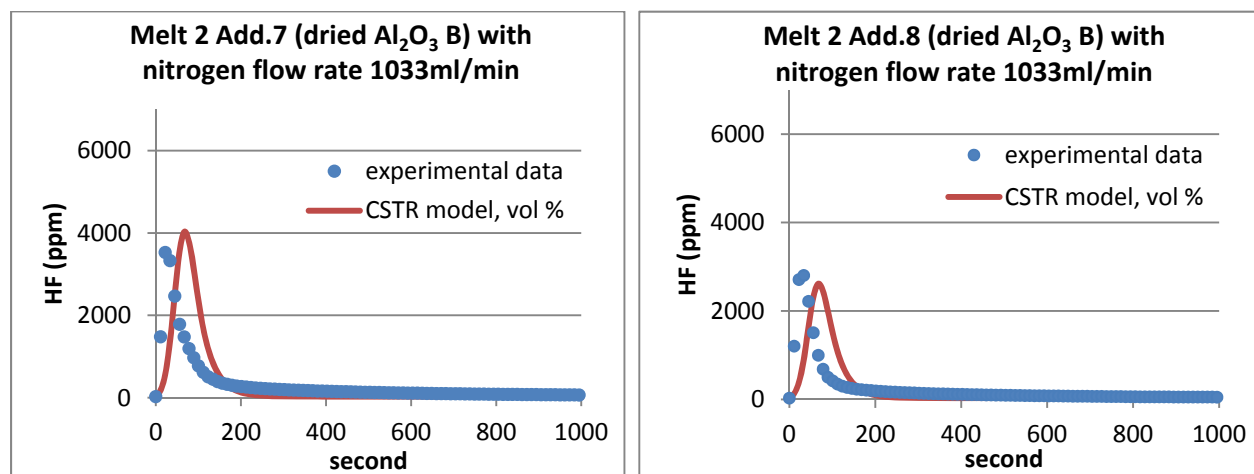 Melt 2 Add.7 (dried Al₂O₃ B) with
nitrogen flow rate 1033ml/min
6000
4000
2000
0
HF (ppm)
experimental data
CSTR model, vol %
0 200 400 600 800 1000
second
Melt 2 Add.8 (dried Al₂O₃ B) with
nitrogen flow rate 1033ml/min
6000
4000
2000
0
HF (ppm)
experimental data
CSTR model, vol %
0 200 400 600 800 1000
second